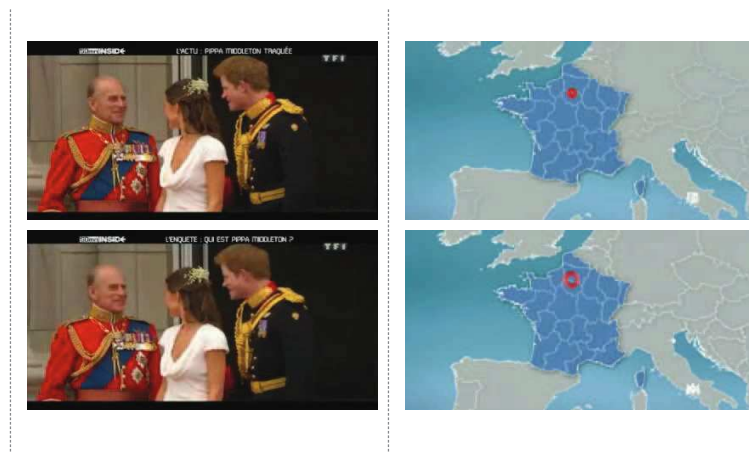 50mn INSIDE
L'ACTU : PIPPA MIDDLETON TRAQUÉE
TF1
50mn INSIDE
L'ENQUETE : QUI EST PIPPA MIDDLETON ?
TF1